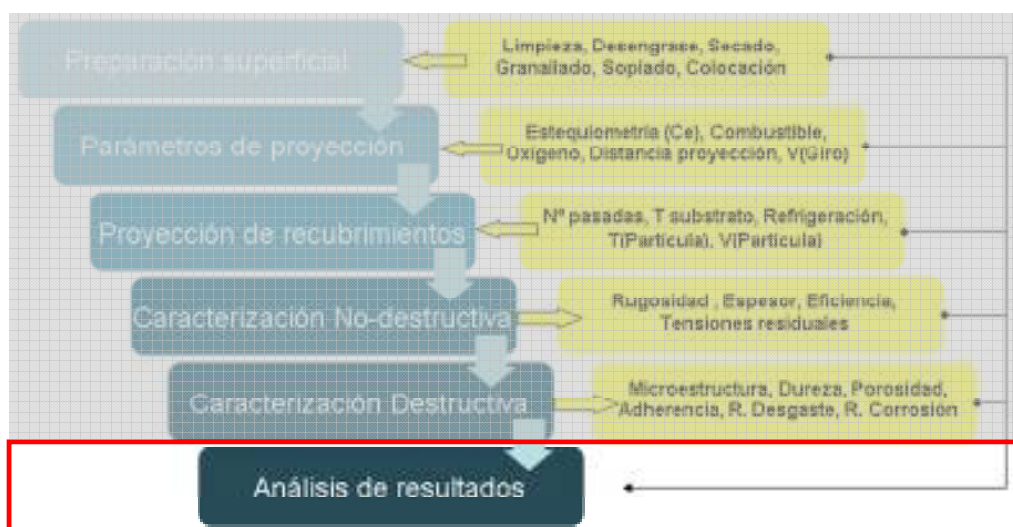 Preparación superficial
Limpieza, Desengrase, Secado,
Granallado, Soplado, Colocación
Parámetros de proyección
Estequiometría (Ce), Combustible,
Oxígeno, Distancia proyección, V(Giro)
Proyección de recubrimientos
Nº pasadas, T substrato, Refrigeración,
T(Partícula), V(Partícula)
Caracterización No-destructiva
Rugosidad , Espesor, Eficiencia,
Tensiones residuales
Caracterización Destructiva
Microestructura, Dureza, Porosidad,
Adherencia, R. Desgaste, R. Corrosión
Análisis de resultados